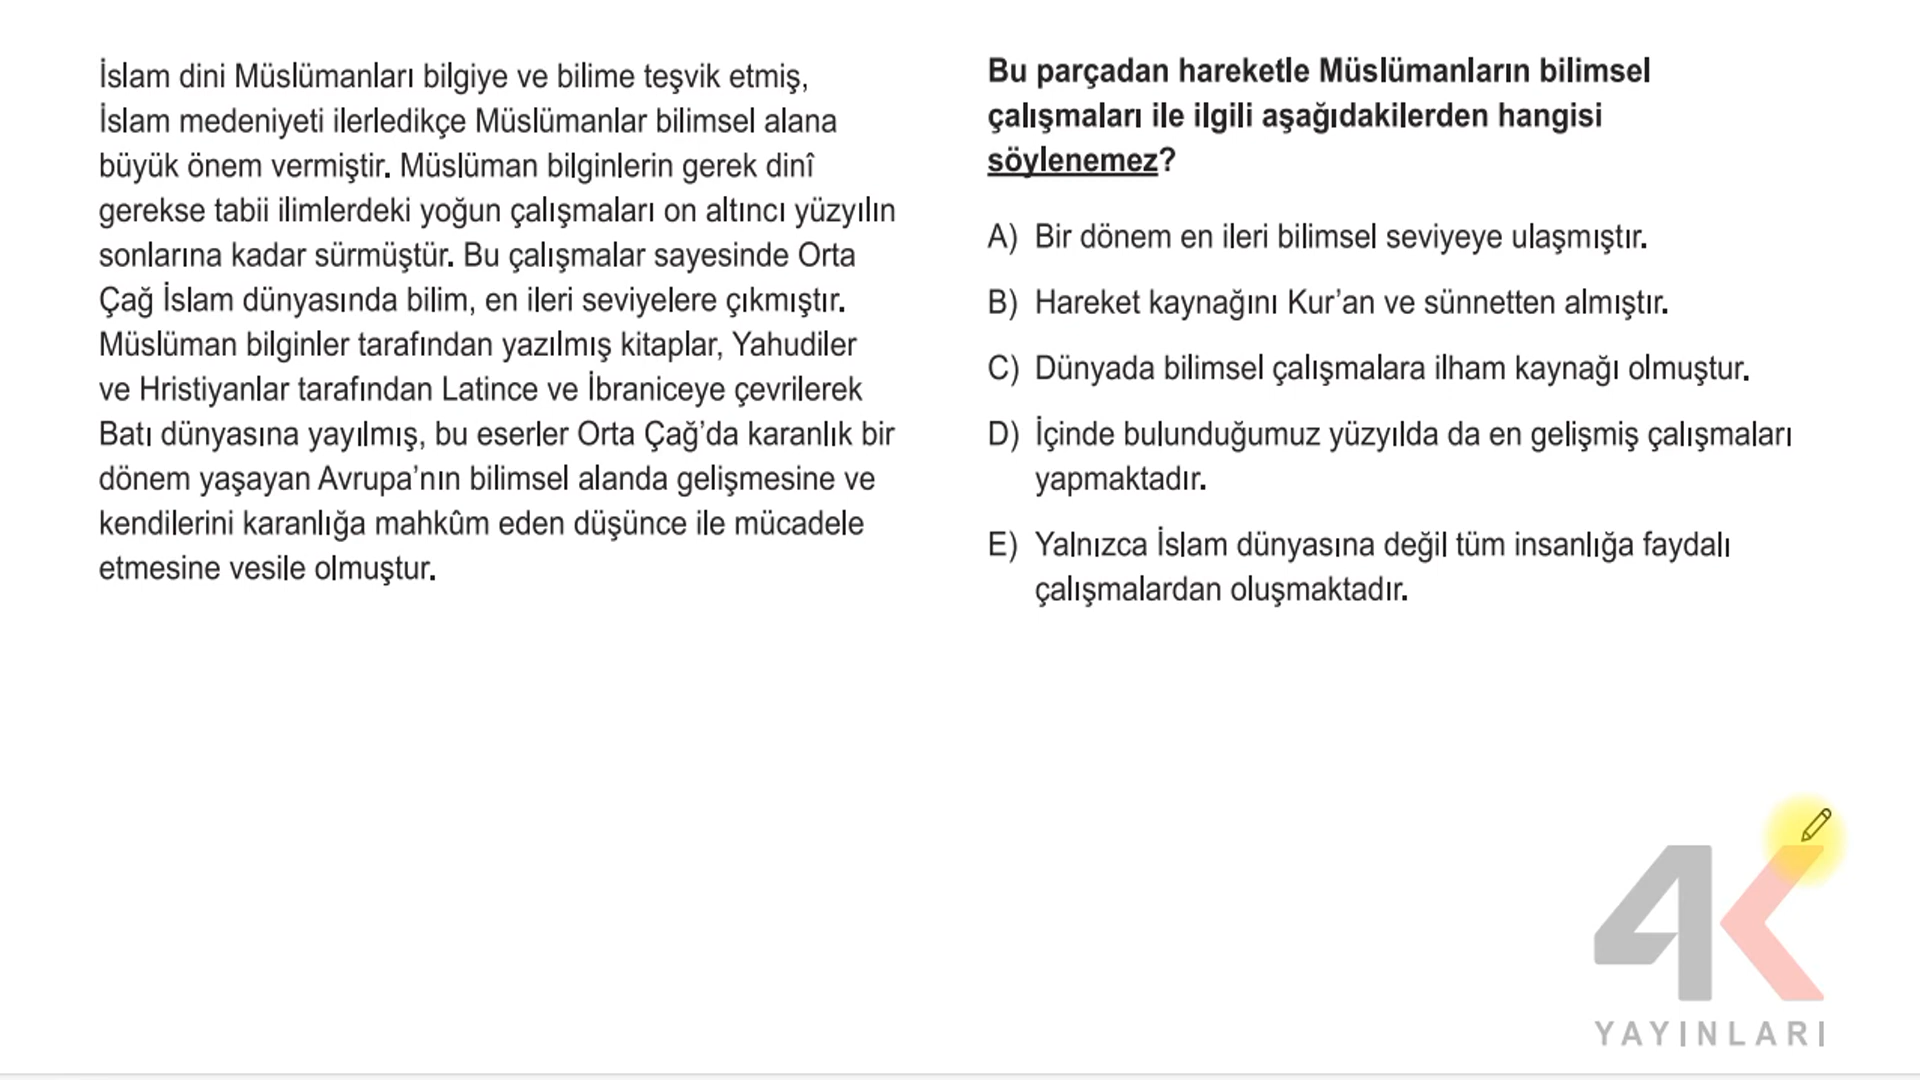 İslam dini Müslümanları bilgiye ve bilime teşvik etmiş,
İslam medeniyeti ilerledikçe Müslümanlar bilimsel alana
büyük önem vermiştir. Müslüman bilginlerin gerek dinî
gerekse tabii ilimlerdeki yoğun çalışmaları on altıncı yüzyılın
sonlarına kadar sürmüştür. Bu çalışmalar sayesinde Orta
Çağ İslam dünyasında bilim, en ileri seviyelere çıkmıştır.
Müslüman bilginler tarafından yazılmış kitaplar, Yahudiler
ve Hristiyanlar tarafından Latince ve İbraniceye çevrilerek
Batı dünyasına yayılmış, bu eserler Orta Çağ’da karanlık bir
dönem yaşayan Avrupa’nın bilimsel alanda gelişmesine ve
kendilerini karanlığa mahkûm eden düşünce ile mücadele
etmesine vesile olmuştur.
Bu parçadan hareketle Müslümanların bilimsel
çalışmaları ile ilgili aşağıdakilerden hangisi
söylenemez?
A) Bir dönem en ileri bilimsel seviyeye ulaşmıştır.
B) Hareket kaynağını Kur’an ve sünnetten almıştır.
C) Dünyada bilimsel çalışmalara ilham kaynağı olmuştur.
D) İçinde bulunduğumuz yüzyılda da en gelişmiş çalışmaları
yapmaktadır.
E) Yalnızca İslam dünyasına değil tüm insanlığa faydalı
çalışmalardan oluşmaktadır.
4K
YAYINLARI